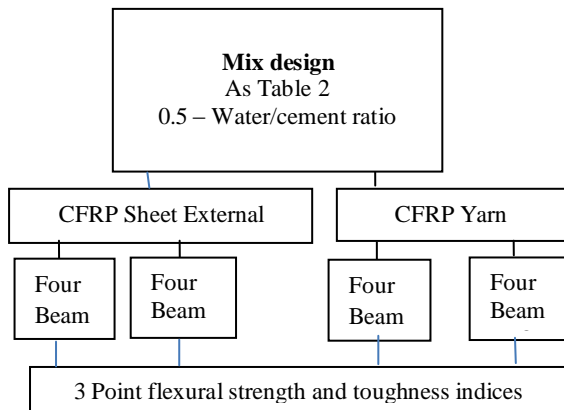 Mix design
As Table 2
0.5 – Water/cement ratio
CFRP Sheet External
CFRP Yarn
Four
Beam
Four
Beam
Four
Beam
Four
Beam
3 Point flexural strength and toughness indices